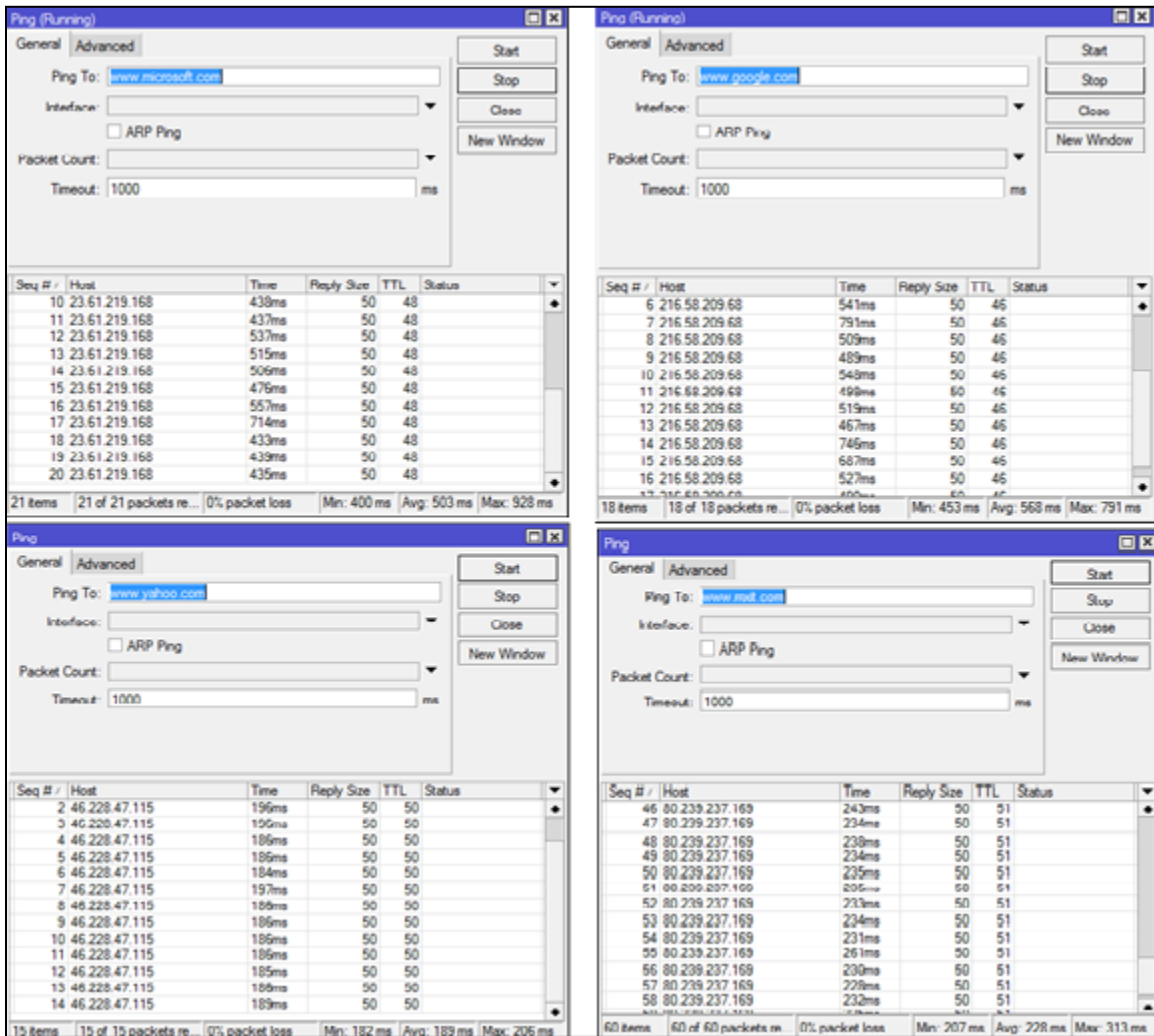 Ping (Running)
General Advanced
Start
Ping To: www.microsoft.com
Stop
Interface:
Close
ARP Ping
New Window
Packet Count:
Timeout: 1000 ms
Seq # Host Time Reply Size TTL Status
10 23.61.219.168 438ms 50 48
11 23.61.219.168 437ms 50 48
12 23.61.219.168 537ms 50 48
13 23.61.219.168 515ms 50 48
14 23.61.219.168 506ms 50 48
15 23.61.219.168 476ms 50 48
16 23.61.219.168 557ms 50 48
17 23.61.219.168 714ms 50 48
18 23.61.219.168 433ms 50 48
19 23.61.219.168 439ms 50 48
20 23.61.219.168 435ms 50 48
21 items 21 of 21 packets re... 0% packet loss Min: 400 ms Avg: 503 ms Max: 928 ms
Ping (Running)
General Advanced
Start
Ping To: www.google.com
Stop
Interface:
Close
ARP Ping
New Window
Packet Count:
Timeout: 1000 ms
Seq # Host Time Reply Size TTL Status
6 216.58.209.68 541ms 50 46
7 216.58.209.68 791ms 50 46
8 216.58.209.68 509ms 50 46
9 216.58.209.68 489ms 50 46
10 216.58.209.68 548ms 50 46
11 216.58.209.68 498ms 50 46
12 216.58.209.68 519ms 50 46
13 216.58.209.68 467ms 50 46
14 216.58.209.68 746ms 50 46
15 216.58.209.68 687ms 50 46
16 216.58.209.68 527ms 50 46
18 items 18 of 18 packets re... 0% packet loss Min: 453 ms Avg: 568 ms Max: 791 ms
Ping
General Advanced
Start
Ping To: www.yahoo.com
Stop
Interface:
Close
ARP Ping
New Window
Packet Count:
Timeout: 1000 ms
Seq # Host Time Reply Size TTL Status
2 46.228.47.115 196ms 50 50
3 46.228.47.115 50 50
4 46.228.47.115 186ms 50 50
5 46.228.47.115 186ms 50 50
6 46.228.47.115 184ms 50 50
7 46.228.47.115 197ms 50 50
8 46.228.47.115 186ms 50 50
9 46.228.47.115 186ms 50 50
10 46.228.47.115 186ms 50 50
11 46.228.47.115 186ms 50 50
12 46.228.47.115 185ms 50 50
13 46.228.47.115 186ms 50 50
14 46.228.47.115 189ms 50 50
15 items 15 of 15 packets re... 0% packet loss Min: 182 ms Avg: 189 ms Max: 206 ms
Ping
General Advanced
Start
Ping To: www.mxit.com
Stop
Interface:
Close
ARP Ping
New Window
Packet Count:
Timeout: 1000 ms
Seq # Host Time Reply Size TTL Status
46 80.239.237.169 243ms 50 51
47 80.239.237.169 234ms 50 51
48 80.239.237.169 238ms 50 51
49 80.239.237.169 234ms 50 51
50 80.239.237.169 235ms 50 51
51 50 51
52 80.239.237.169 233ms 50 51
53 80.239.237.169 234ms 50 51
54 80.239.237.169 231ms 50 51
55 80.239.237.169 261ms 50 51
56 80.239.237.169 230ms 50 51
57 80.239.237.169 228ms 50 51
58 80.239.237.169 232ms 50 51
60 items 60 of 60 packets re... 0% packet loss Min: 207 ms Avg: 228 ms Max: 313 ms